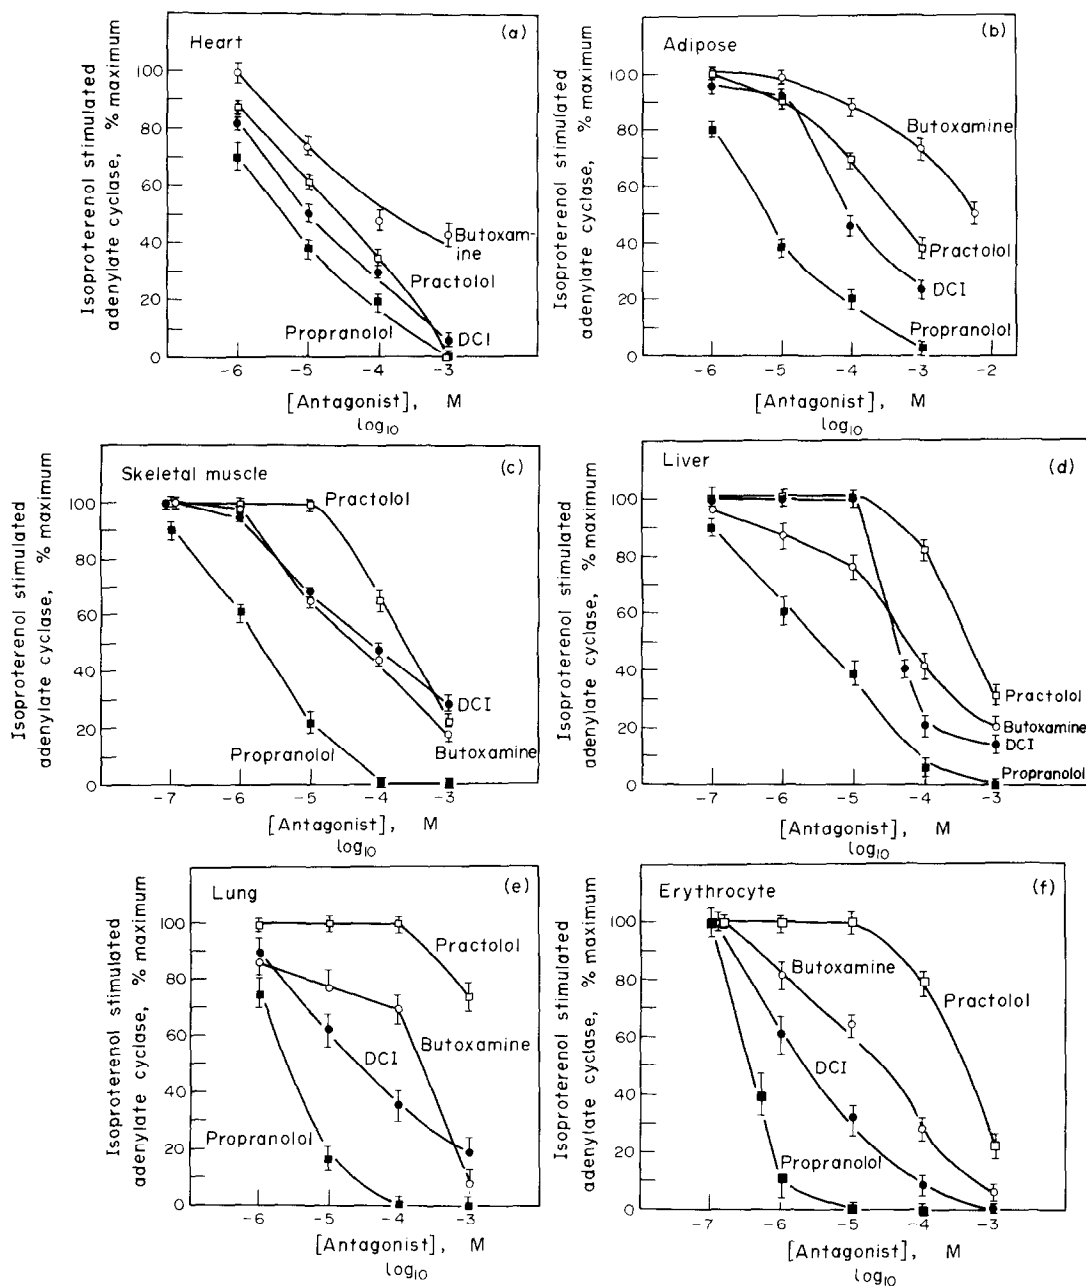 (a)
Heart
Isoproterenol stimulated
adenylate cyclase, % maximum
100
80
60
40
20
0
Butoxam-
ine
Practolol
Propranolol
DCI
-6
-5
-4
-3
[Antagonist], M
log10
(b)
Adipose
Isoproterenol stimulated
adenylate cyclase, % maximum
100
80
60
40
20
0
Butoxamine
Practolol
DCI
Propranolol
-6
-5
-4
-3
-2
[Antagonist], M
log10
(c)
Skeletal muscle
Isoproterenol stimulated
adenylate cyclase, % maximum
100
80
60
40
20
0
Practolol
DCI
Propranolol
Butoxamine
-7
-6
-5
-4
-3
[Antagonist], M
log10
(d)
Liver
Isoproterenol stimulated
adenylate cyclase, % maximum
100
80
60
40
20
0
Practolol
Butoxamine
DCI
Propranolol
-7
-6
-5
-4
-3
[Antagonist], M
log10
(e)
Lung
Isoproterenol stimulated
adenylate cyclase, % maximum
100
80
60
40
20
0
Practolol
Butoxamine
DCI
Propranolol
-6
-5
-4
-3
[Antagonist], M
log10
(f)
Erythrocyte
Isoproterenol stimulated
adenylate cyclase, % maximum
100
80
60
40
20
0
Butoxamine
Practolol
DCI
Propranolol
-7
-6
-5
-4
-3
[Antagonist], M
log10